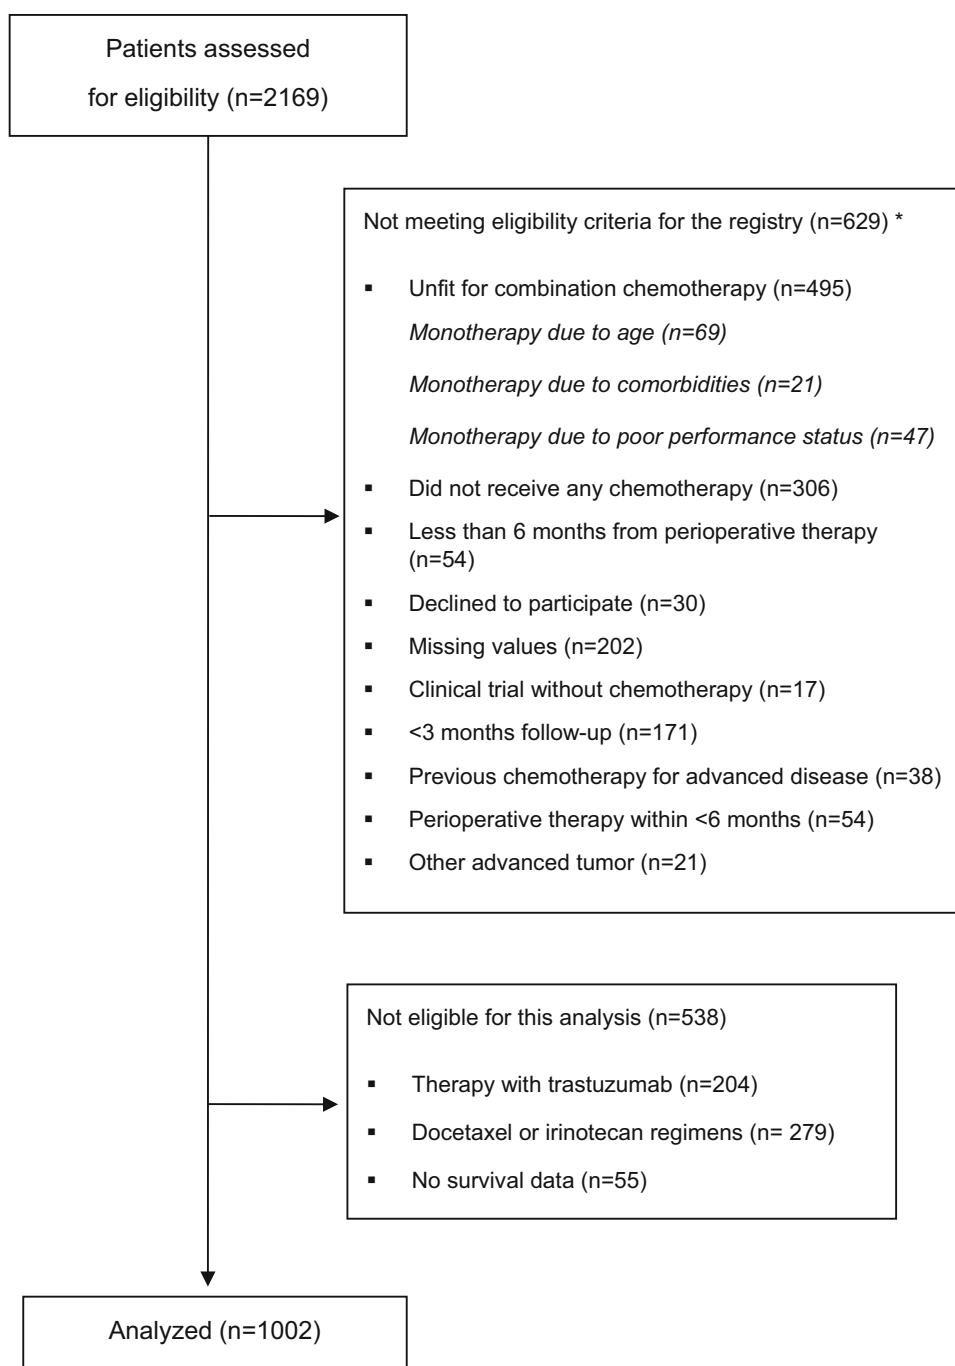 Patients assessed
for eligibility (n=2169)
Not meeting eligibility criteria for the registry (n=629) *
▪ Unfit for combination chemotherapy (n=495)
Monotherapy due to age (n=69)
Monotherapy due to comorbidities (n=21)
Monotherapy due to poor performance status (n=47)
▪ Did not receive any chemotherapy (n=306)
▪ Less than 6 months from perioperative therapy
(n=54)
▪ Declined to participate (n=30)
▪ Missing values (n=202)
▪ Clinical trial without chemotherapy (n=17)
▪ <3 months follow-up (n=171)
▪ Previous chemotherapy for advanced disease (n=38)
▪ Perioperative therapy within <6 months (n=54)
▪ Other advanced tumor (n=21)
Not eligible for this analysis (n=538)
▪ Therapy with trastuzumab (n=204)
▪ Docetaxel or irinotecan regimens (n= 279)
▪ No survival data (n=55)
Analyzed (n=1002)